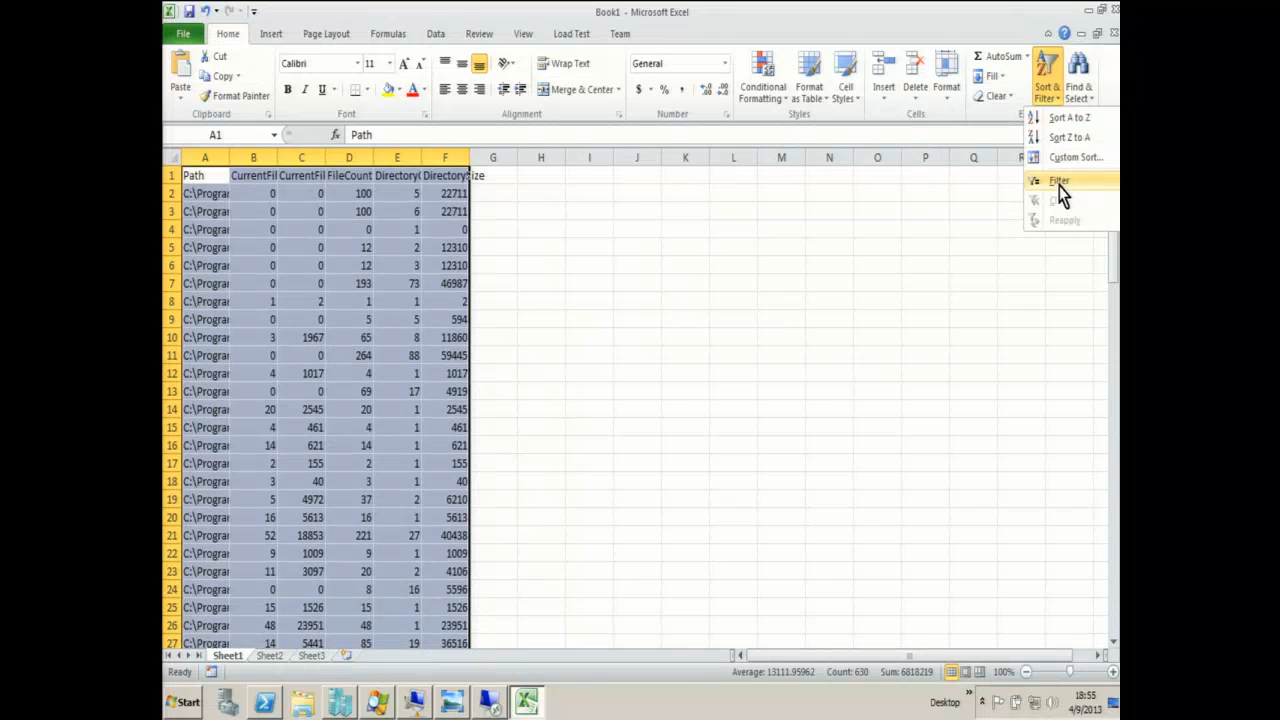 Book1 - Microsoft Excel
File Home Insert Page Layout Formulas Data Review View Load Test Team
Paste
Cut
Copy
Format Painter
Clipboard
Calibri 11
B I U
Font
Wrap Text
Merge & Center
Alignment
General
$ % ,
Number
Conditional Formatting
Format as Table
Cell Styles
Styles
Insert Delete Format
Cells
AutoSum
Fill
Clear
Sort & Filter
Find & Select
Sort A to Z
Sort Z to A
Custom Sort...
Filter
Reapply
A1 fx Path
A B C D E F G H I J K L M N O P Q
1 Path CurrentFil CurrentFil FileCount Directory( Directory Size
2 C:\Progra 0 0 100 5 22711
3 C:\Progra 0 0 100 6 22711
4 C:\Progra 0 0 0 1 0
5 C:\Progra 0 0 12 2 12310
6 C:\Progra 0 0 12 3 12310
7 C:\Progra 0 0 193 73 46987
8 C:\Progra 1 2 1 1 2
9 C:\Progra 0 0 5 5 594
10 C:\Progra 3 1967 65 8 11860
11 C:\Progra 0 0 264 88 59445
12 C:\Progra 4 1017 4 1 1017
13 C:\Progra 0 0 69 17 4919
14 C:\Progra 20 2545 20 1 2545
15 C:\Progra 4 461 4 1 461
16 C:\Progra 14 621 14 1 621
17 C:\Progra 2 155 2 1 155
18 C:\Progra 3 40 3 1 40
19 C:\Progra 5 4972 37 2 6210
20 C:\Progra 16 5613 16 1 5613
21 C:\Progra 52 18853 221 27 40438
22 C:\Progra 9 1009 9 1 1009
23 C:\Progra 11 3097 20 2 4106
24 C:\Progra 0 0 8 16 5596
25 C:\Progra 15 1526 15 1 1526
26 C:\Progra 48 23951 48 1 23951
27 C:\Progra 14 5441 85 19 36516
Sheet1 Sheet2 Sheet3
Ready Average: 13111.95962 Count: 630 Sum: 6818219 100%
Start Desktop 18:55
4/9/2013